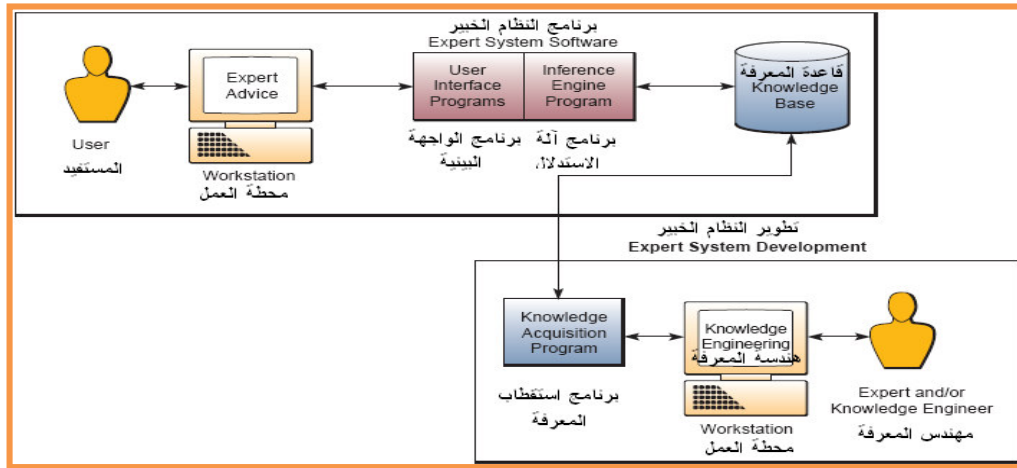 برنامج النظام الخبير
Expert System Software
Expert
Advice
User
Interface
Programs
Inference
Engine
Program
قاعدة المعرفة
Knowledge
Base
User
المستفيد
Workstation
محطة العمل
برنامج الواجهة
البينية
برنامج آلة
الاستدلال
تطوير النظام الخبير
Expert System Development
Knowledge
Acquisition
Program
برنامج استقطاب
المعرفة
Knowledge
Engineering
هندسة المعرفة
Workstation
محطة العمل
Expert and/or
Knowledge Engineer
مهندس المعرفة